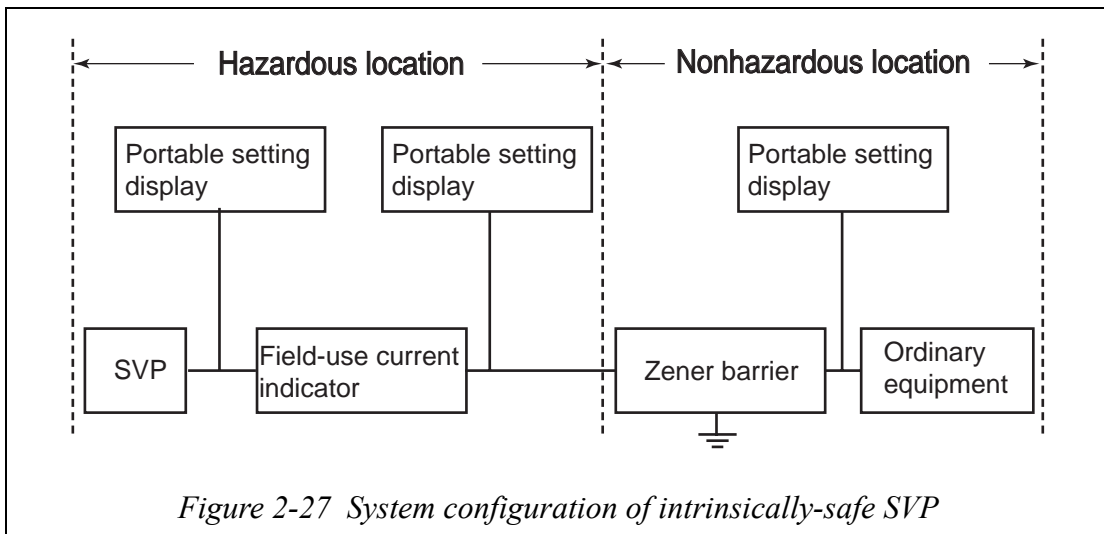 Hazardous location
Nonhazardous location
Portable setting
display
Portable setting
display
Portable setting
display
SVP
Field-use current
indicator
Zener barrier
Ordinary
equipment
Figure 2-27 System configuration of intrinsically-safe SVP